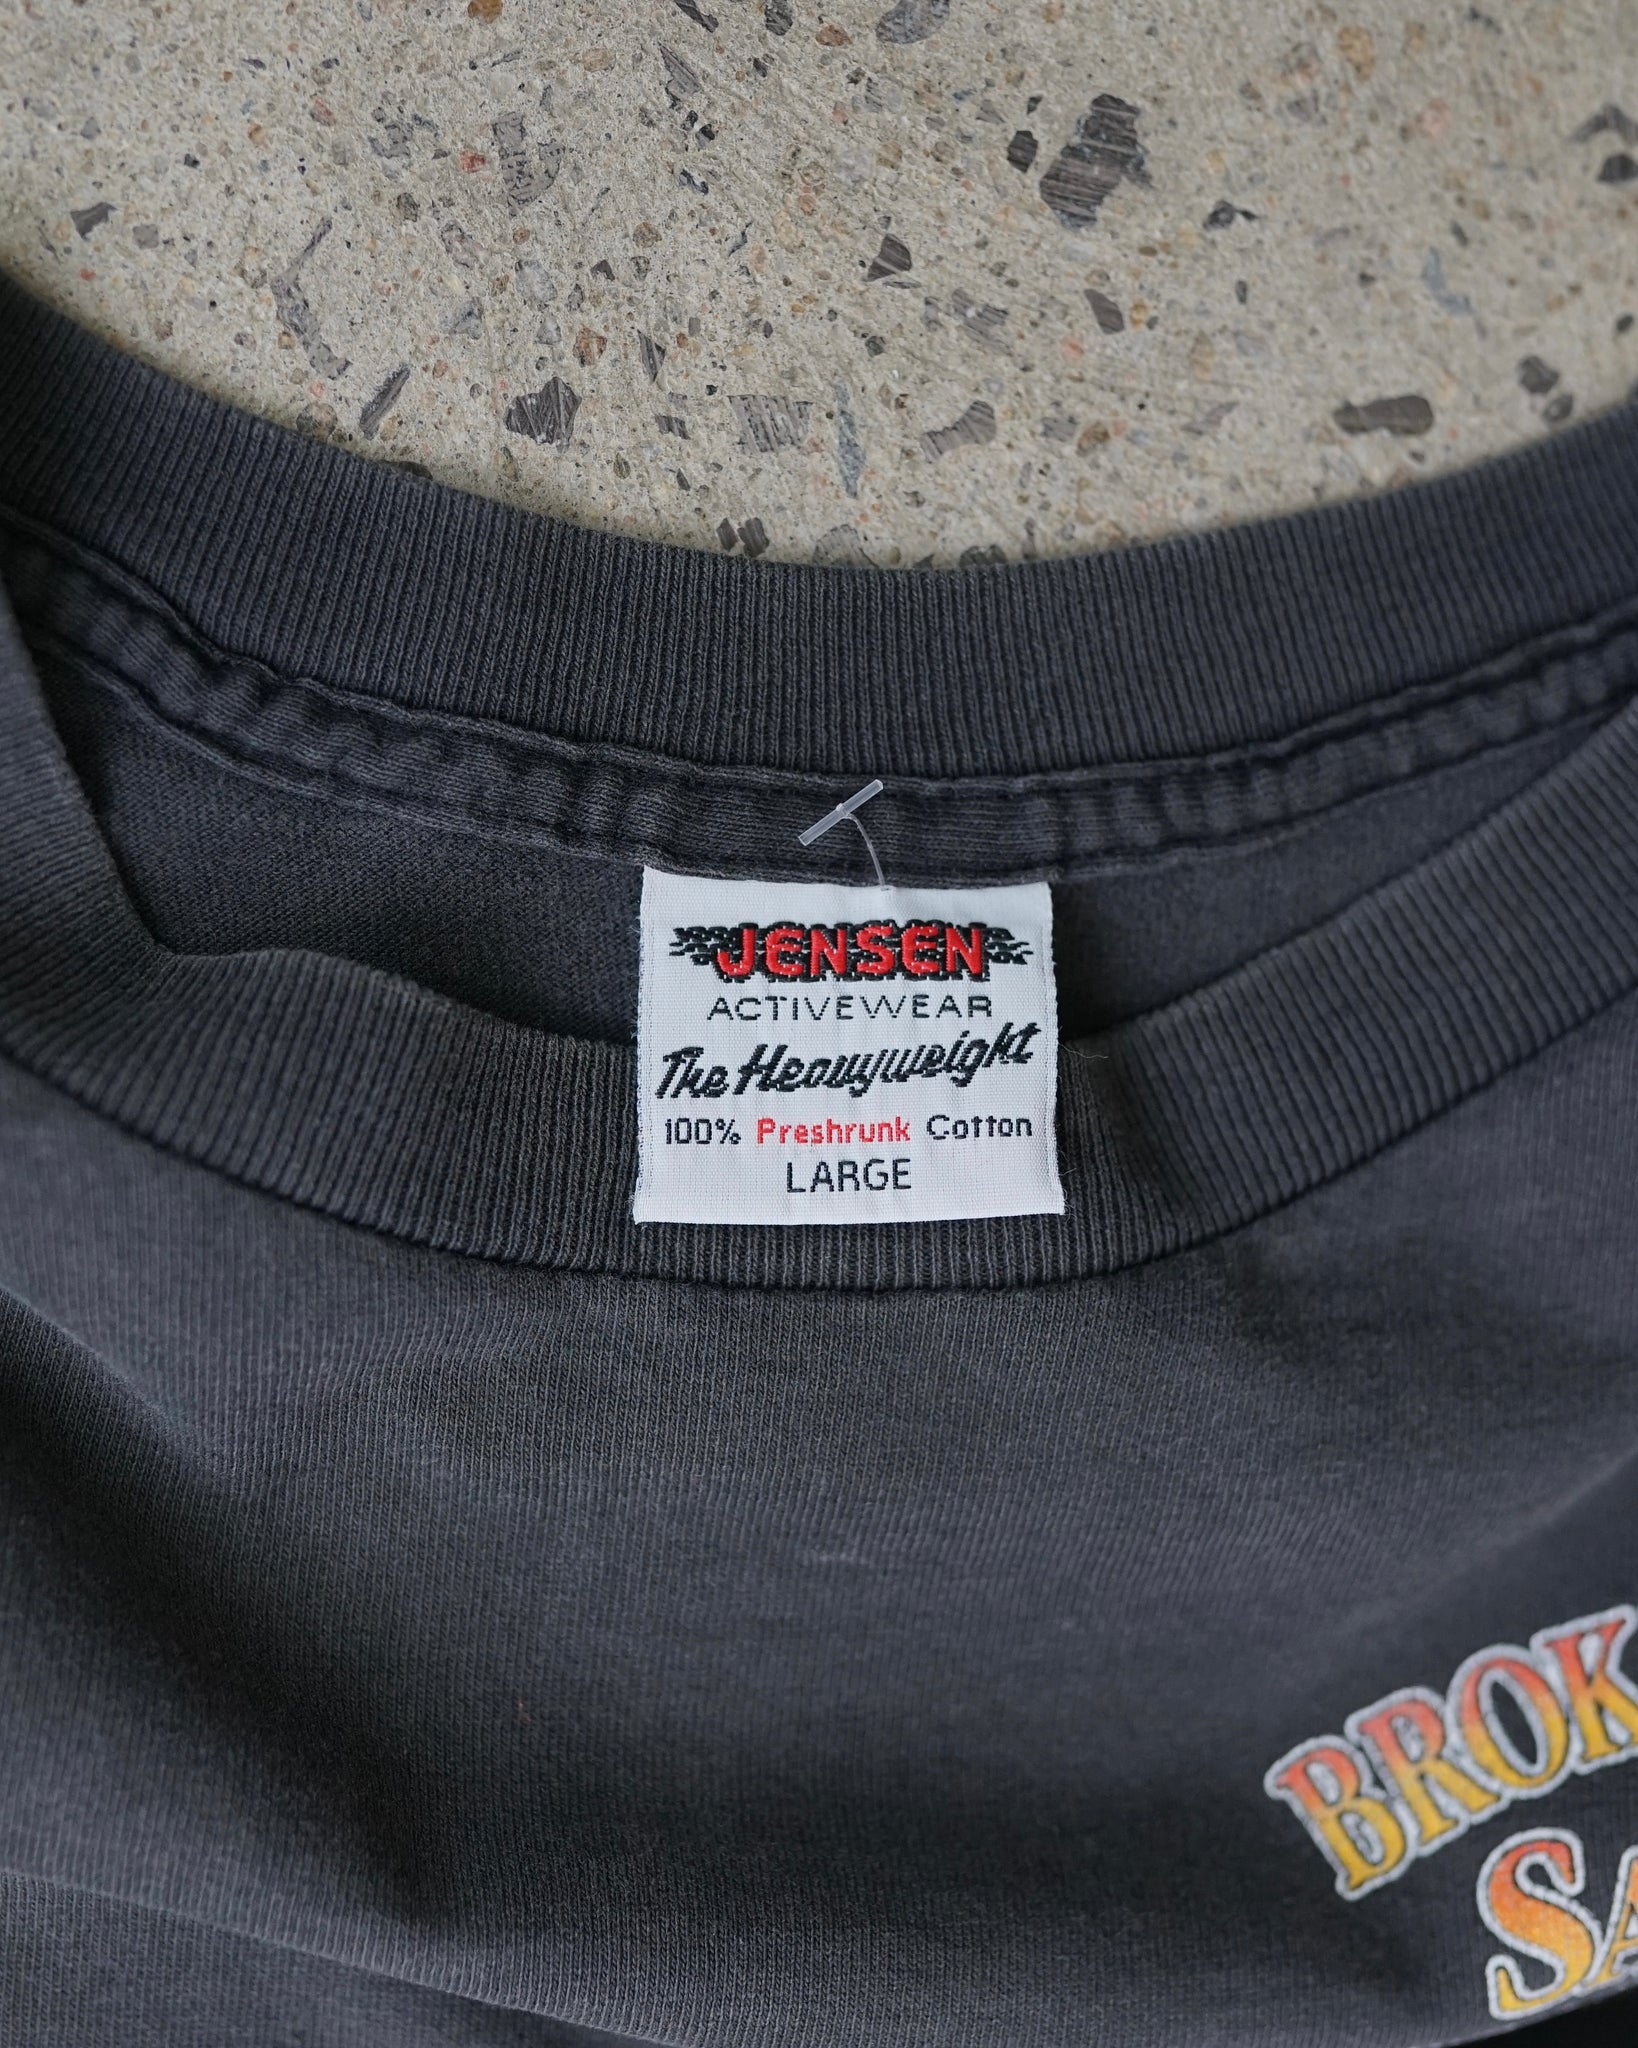 JENSEN
ACTIVEWEAR
The Heavyweight
100% Preshrunk Cotton
LARGE
BROK
SA